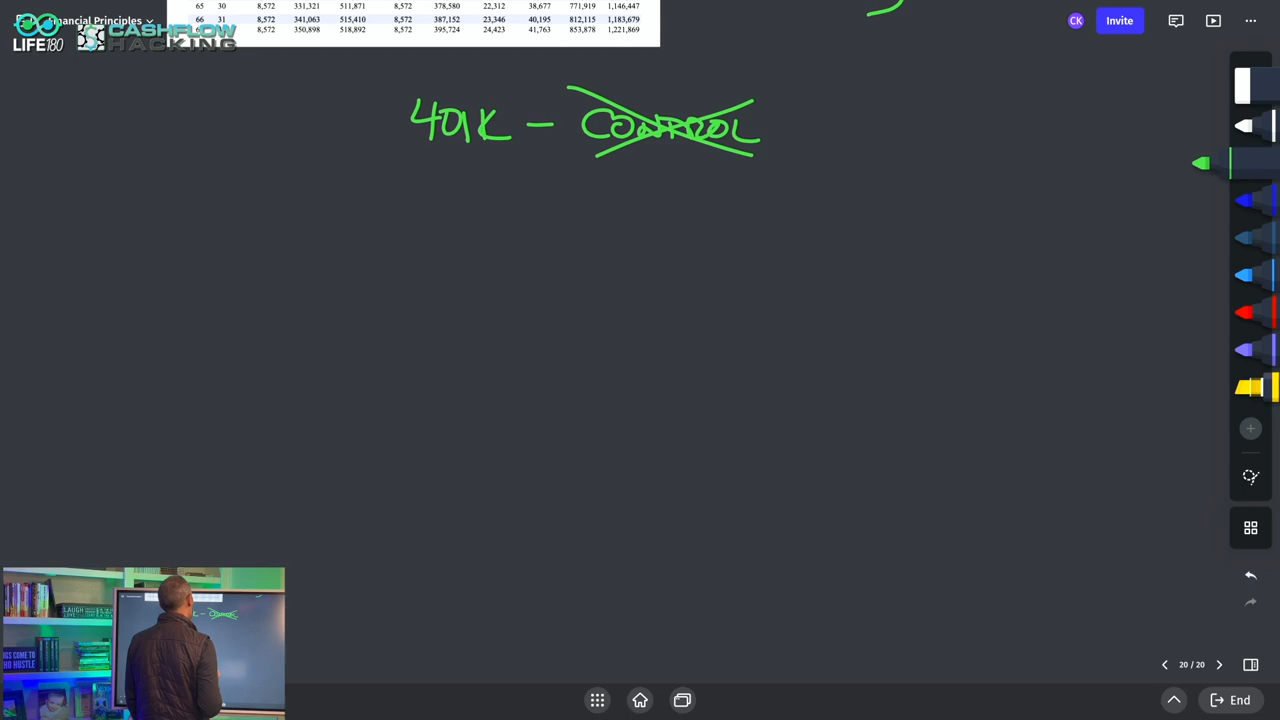 Financial Principles
LIFE180
CASHFLOW
HACKING
65 30 8,572 331,321 511,871 8,572 378,580 22,312 38,677 771,919 1,146,447
66 31 8,572 341,063 515,410 8,572 387,152 23,346 40,195 812,115 1,183,679
8,572 350,898 518,892 8,572 395,724 24,423 41,763 853,878 1,221,869
CK
Invite
401K - CONTROL
LAUGH
LOVE
20 / 20
End